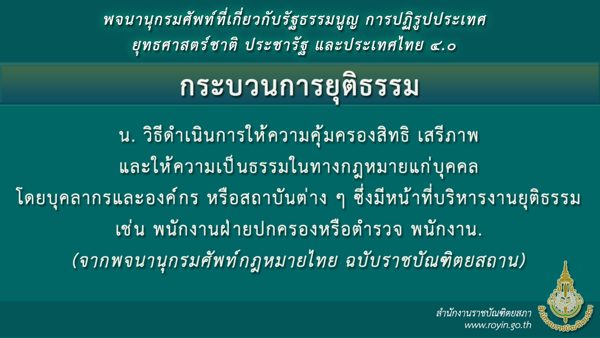 พจนานุกรมศัพท์ที่เกี่ยวกับรัฐธรรมนูญ การปฏิรูปประเทศ
ยุทธศาสตร์ชาติ ประชารัฐ และประเทศไทย ๔.๐
กระบวนการยุติธรรม
น. วิธีดำเนินการให้ความคุ้มครองสิทธิ เสรีภาพ
และให้ความเป็นธรรมในทางกฎหมายแก่บุคคล
โดยบุคลากรและองค์กร หรือสถาบันต่าง ๆ ซึ่งมีหน้าที่บริหารงานยุติธรรม
เช่น พนักงานฝ่ายปกครองหรือตำรวจ พนักงาน.
(จากพจนานุกรมศัพท์กฎหมายไทย ฉบับราชบัณฑิตยสถาน)
สำนักงานราชบัณฑิตยสภา
www.royin.go.th